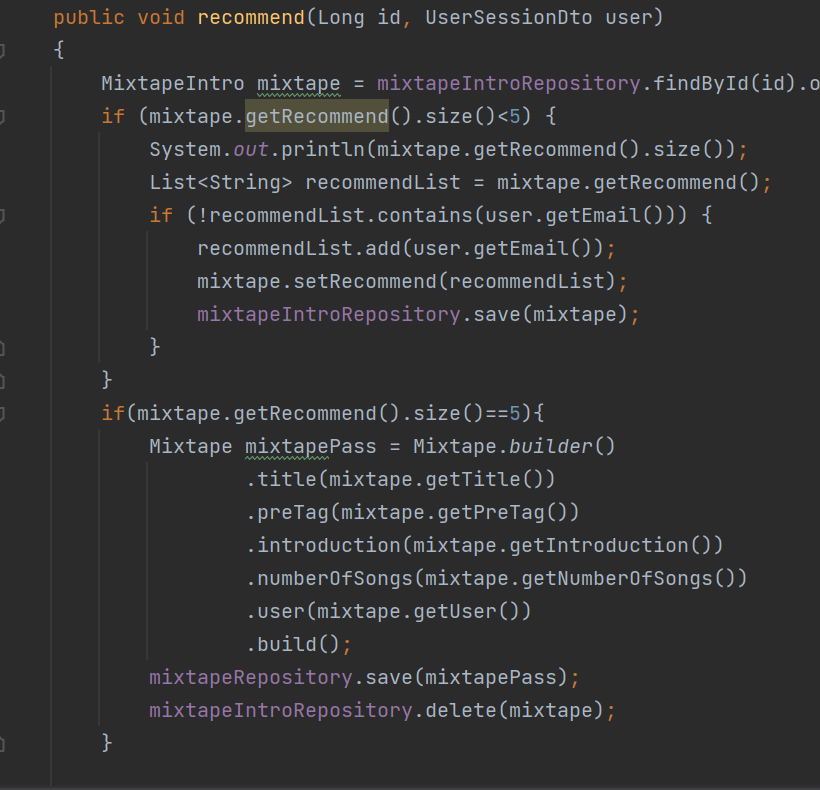 public void recommend(Long id, UserSessionDto user)
{
MixtapeIntro mixtape = mixtapeIntroRepository.findById(id).o
if (mixtape.getRecommend().size()<5) {
System.out.println(mixtape.getRecommend().size());
List<String> recommendList = mixtape.getRecommend();
if (!recommendList.contains(user.getEmail())) {
recommendList.add(user.getEmail());
mixtape.setRecommend(recommendList);
mixtapeIntroRepository.save(mixtape);
}
}
if(mixtape.getRecommend().size()==5){
Mixtape mixtapePass = Mixtape.builder()
.title(mixtape.getTitle())
.preTag(mixtape.getPreTag())
.introduction(mixtape.getIntroduction())
.numberOfSongs(mixtape.getNumberOfSongs())
.user(mixtape.getUser())
.build();
mixtapeRepository.save(mixtapePass);
mixtapeIntroRepository.delete(mixtape);
}